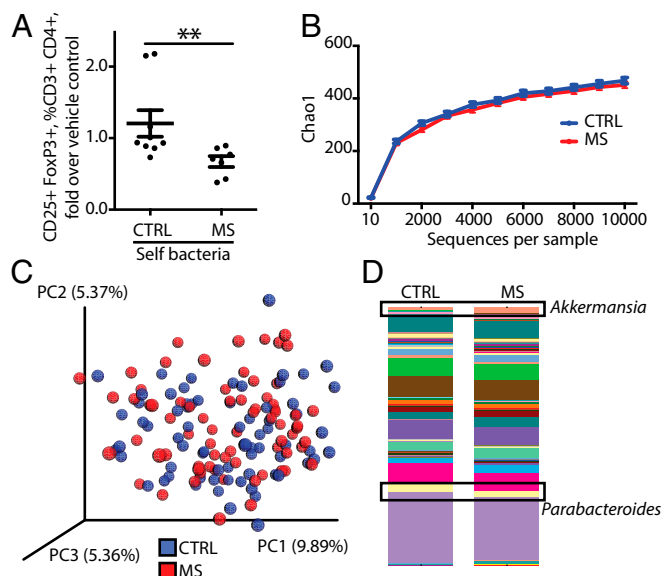 A
CD25+ FoxP3+, %CD3+ CD4+,
fold over vehicle control
2.0
1.0
0.0
**
CTRL
MS
Self bacteria
B
Chao1
600
400
200
0
CTRL
MS
10
2000
4000
6000
8000
10000
Sequences per sample
C
PC2 (5.37%)
PC3 (5.36%)
PC1 (9.89%)
CTRL
MS
D
CTRL
MS
Akkermansia
Parabacteroides